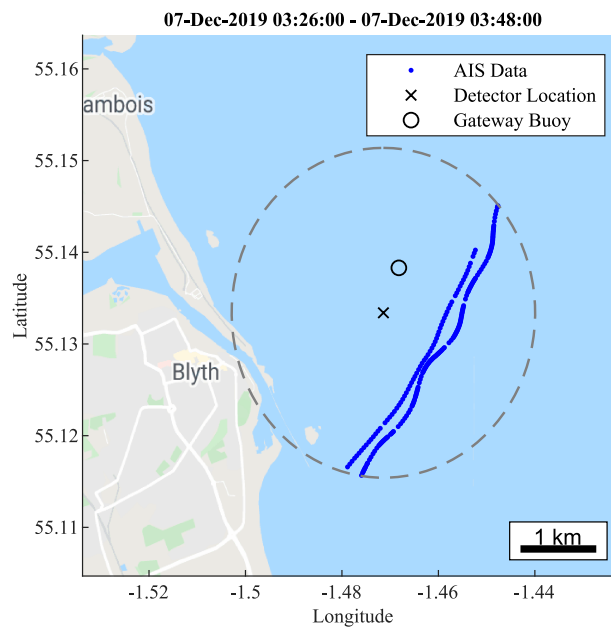 07-Dec-2019 03:26:00 - 07-Dec-2019 03:48:00
AIS Data
Detector Location
Gateway Buoy
55.16
55.15
55.14
55.13
55.12
55.11
Latitude
ambois
Blyth
1 km
-1.52
-1.5
-1.48
-1.46
-1.44
Longitude